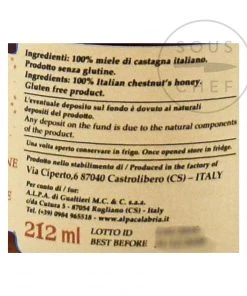 SOUS
CHEF
Ingredienti: 100% miele di castagna italiano.
Prodotto senza glutine.
Ingredients: 100% Italian chestnut's honey.
Gluten free product.
L'eventuale deposito sul fondo è dovuto ai naturali
depositi del prodotto.
Any deposit on the fund is due to the natural components
of the product.
Una volta aperto conservare in frigo. Once opened store in fridge.
Prodotto nello stabilimento di / Produced in the factory of
Via Ciperto,6 87040 Castrolibero (CS) – ITALY
Per conto di / for:
A.L.P.A. di Gualtieri M.C. & C. s.a.s.
c/da Cutura 5 - 87054 Rogliano (CS) - ITALY
Tel. (+39) 0984 965518 - www.alpacalabria.it
212 ml
LOTTO ID
BEST BEFORE
NE